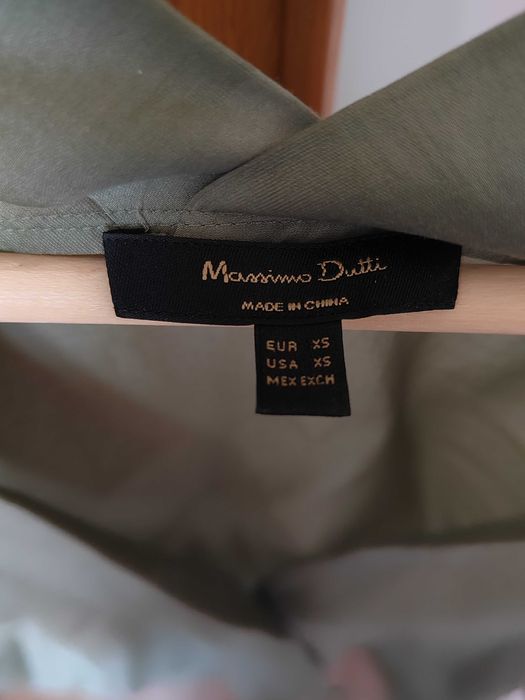 Massimo Dutti
MADE IN CHINA
EUR XS
USA XS
MEX EXCH